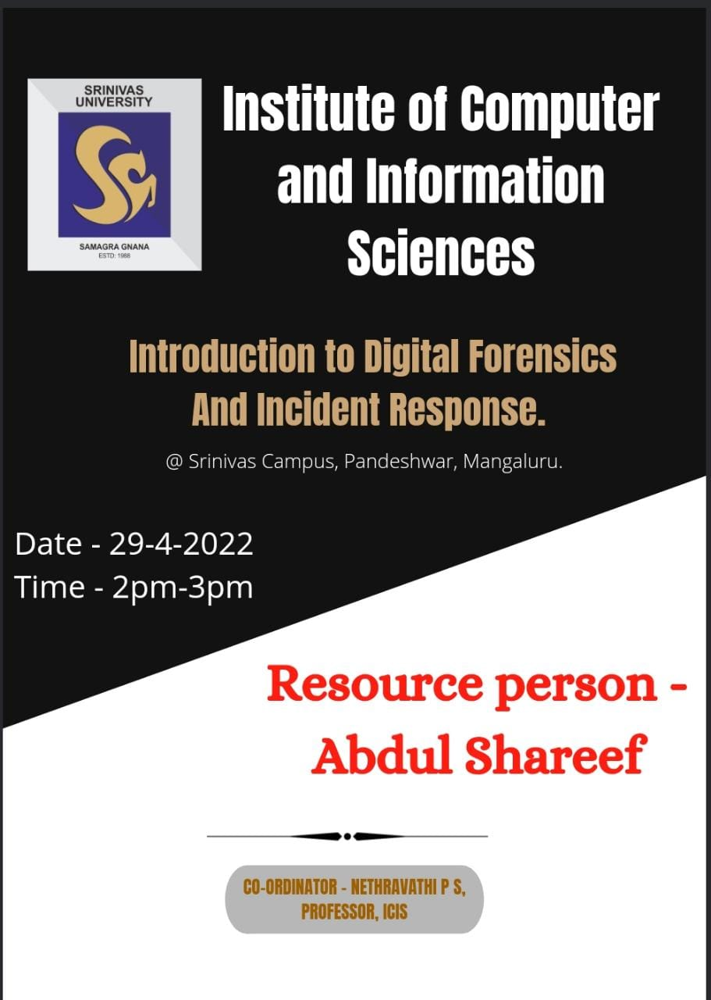 SRINIVAS
UNIVERSITY
SAMAGRA GNANA
ESTD: 1988
Institute of Computer
and Information
Sciences
Introduction to Digital Forensics
And Incident Response.
@ Srinivas Campus, Pandeshwar, Mangaluru.
Date - 29-4-2022
Time - 2pm-3pm
Resource person -
Abdul Shareef
CO-ORDINATOR - NETHRAVATHI P S,
PROFESSOR, ICIS